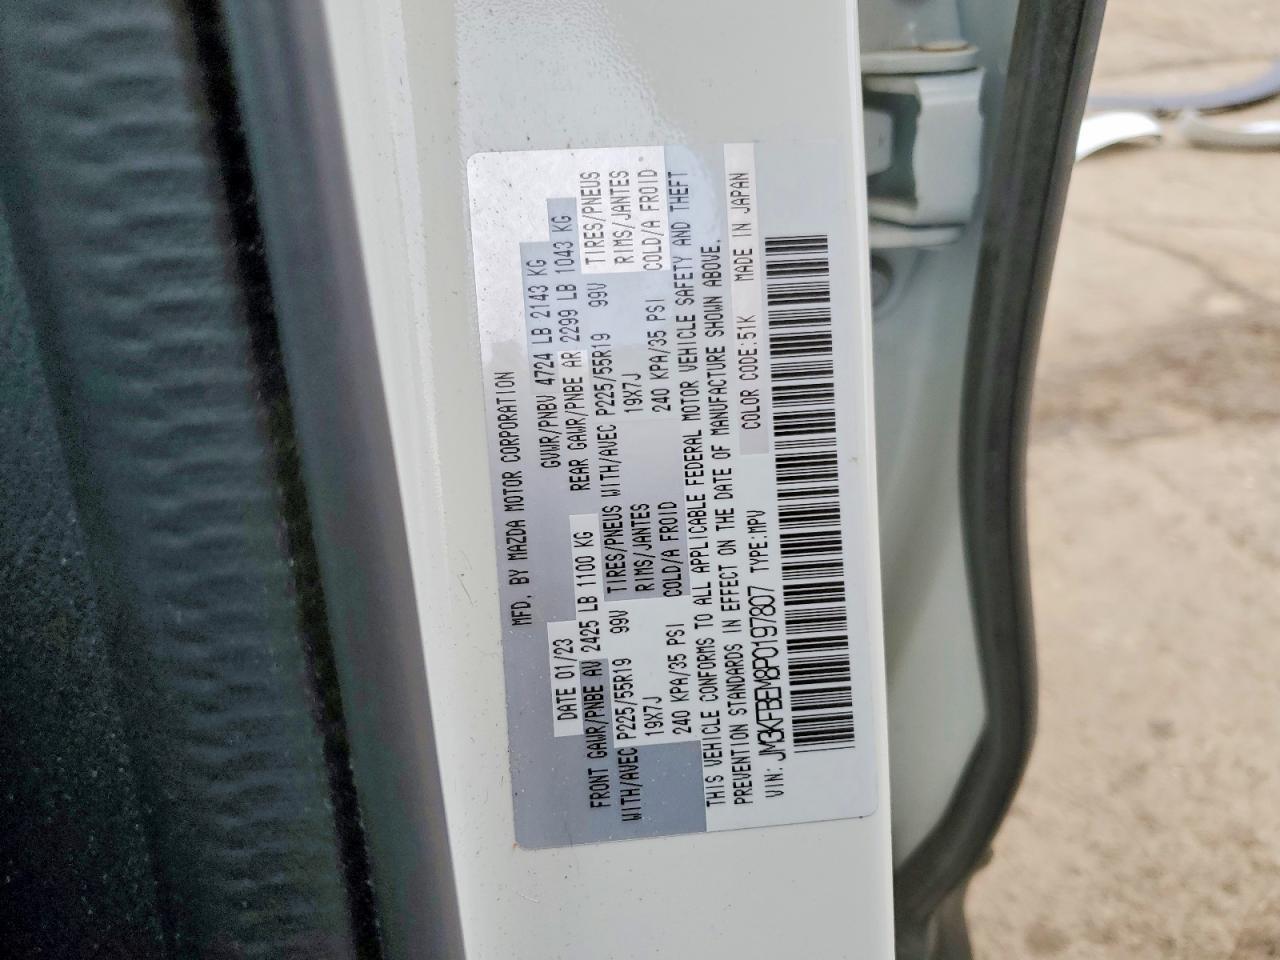 MFD. BY MAZDA MOTOR CORPORATION
DATE 01/23 GVWR/PNBV 4724 LB 2143 KG
FRONT GAWR/PNBE AV 2425 LB 1100 KG REAR GAWR/PNBE AR 2299 LB 1043 KG
WITH/AVEC P225/55R19 99V TIRES/PNEUS WITH/AVEC P225/55R19 99V TIRES/PNEUS
19X7J RIMS/JANTES 19X7J RIMS/JANTES
240 KPA/35 PSI COLD/A FROID 240 KPA/35 PSI COLD/A FROID
THIS VEHICLE CONFORMS TO ALL APPLICABLE FEDERAL MOTOR VEHICLE SAFETY AND THEFT
PREVENTION STANDARDS IN EFFECT ON THE DATE OF MANUFACTURE SHOWN ABOVE.
VIN: JM3KFBEM8P0197807 TYPE:MPV COLOR CODE:51K MADE IN JAPAN